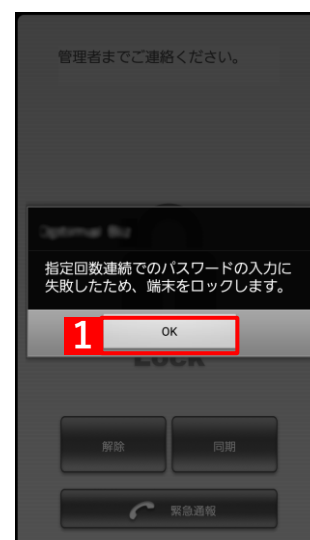 管理者までご連絡ください。
Optimal Biz
指定回数連続でのパスワードの入力に
失敗したため、端末をロックします。
1
OK
LOCK
解除
同期
緊急通報